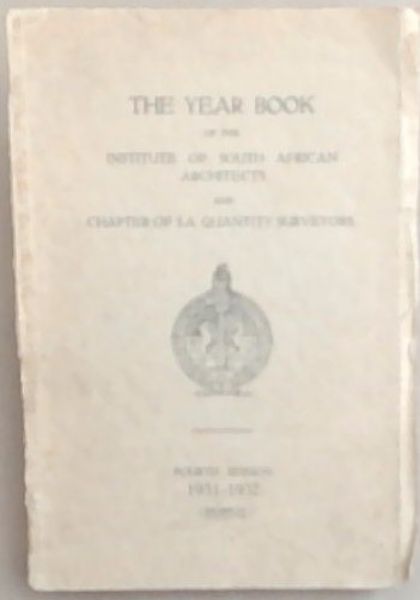 THE YEAR BOOK
OF THE
INSTITUTE OF SOUTH AFRICAN
ARCHITECTS
AND
CHAPTER OF S.A. QUANTITY SURVEYORS
FOURTH SESSION
1931-1932